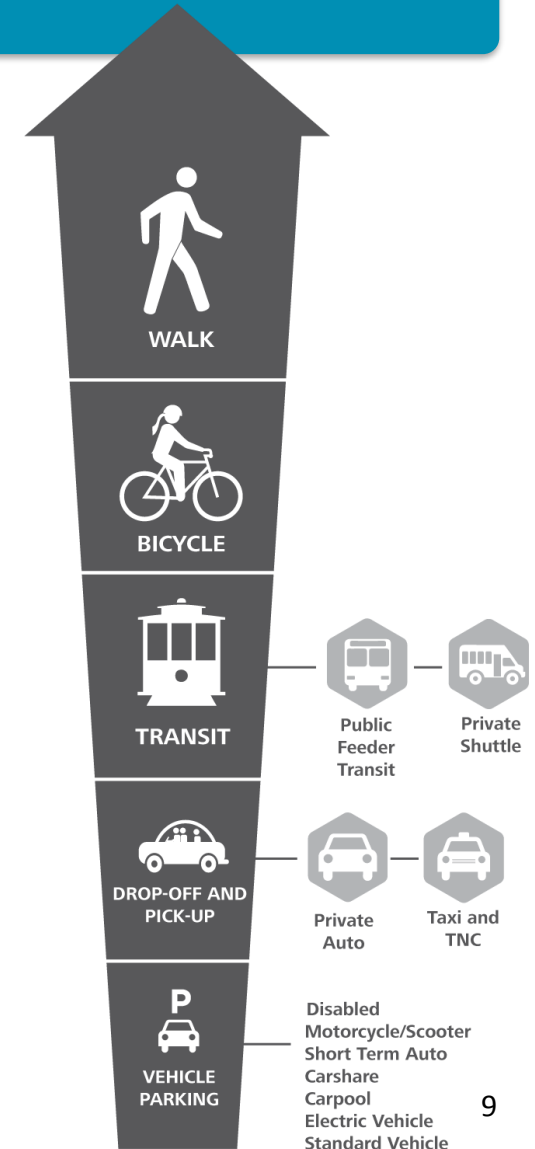 WALK
BICYCLE
TRANSIT
Public
Feeder
Transit
Private
Shuttle
DROP-OFF AND
PICK-UP
Private
Auto
Taxi and
TNC
P
VEHICLE
PARKING
Disabled
Motorcycle/Scooter
Short Term Auto
Carshare
Carpool
Electric Vehicle
Standard Vehicle
9